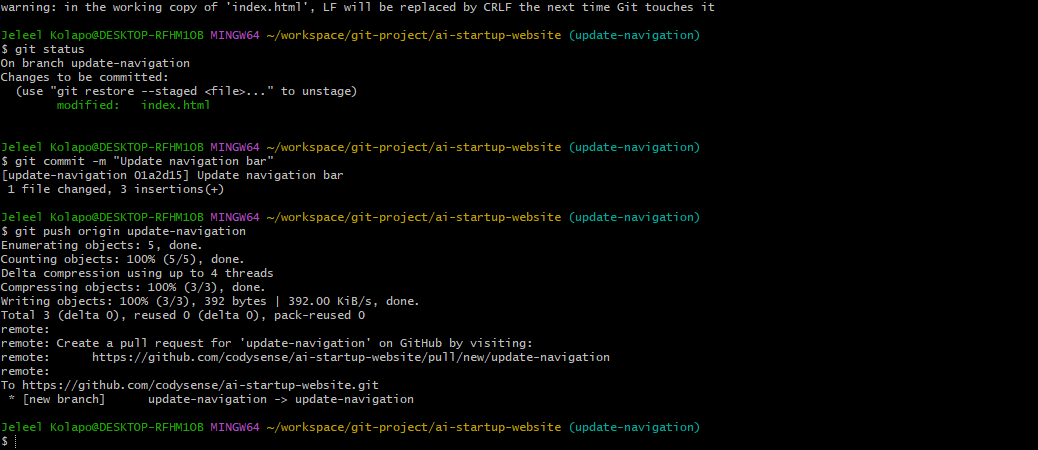 warning: in the working copy of 'index.html', LF will be replaced by CRLF the next time Git touches it
Jeleel Kolapo@DESKTOP-RFHM1OB MINGW64 ~/workspace/git-project/ai-startup-website (update-navigation)
$ git status
On branch update-navigation
Changes to be committed:
  (use "git restore --staged <file>..." to unstage)
        modified:   index.html
Jeleel Kolapo@DESKTOP-RFHM1OB MINGW64 ~/workspace/git-project/ai-startup-website (update-navigation)
$ git commit -m "Update navigation bar"
[update-navigation 01a2d15] Update navigation bar
 1 file changed, 3 insertions(+)
Jeleel Kolapo@DESKTOP-RFHM1OB MINGW64 ~/workspace/git-project/ai-startup-website (update-navigation)
$ git push origin update-navigation
Enumerating objects: 5, done.
Counting objects: 100% (5/5), done.
Delta compression using up to 4 threads
Compressing objects: 100% (3/3), done.
Writing objects: 100% (3/3), 392 bytes | 392.00 KiB/s, done.
Total 3 (delta 0), reused 0 (delta 0), pack-reused 0
remote:
remote: Create a pull request for 'update-navigation' on GitHub by visiting:
remote:      https://github.com/codysense/ai-startup-website/pull/new/update-navigation
remote:
To https://github.com/codysense/ai-startup-website.git
 * [new branch]      update-navigation -> update-navigation
Jeleel Kolapo@DESKTOP-RFHM1OB MINGW64 ~/workspace/git-project/ai-startup-website (update-navigation)
$